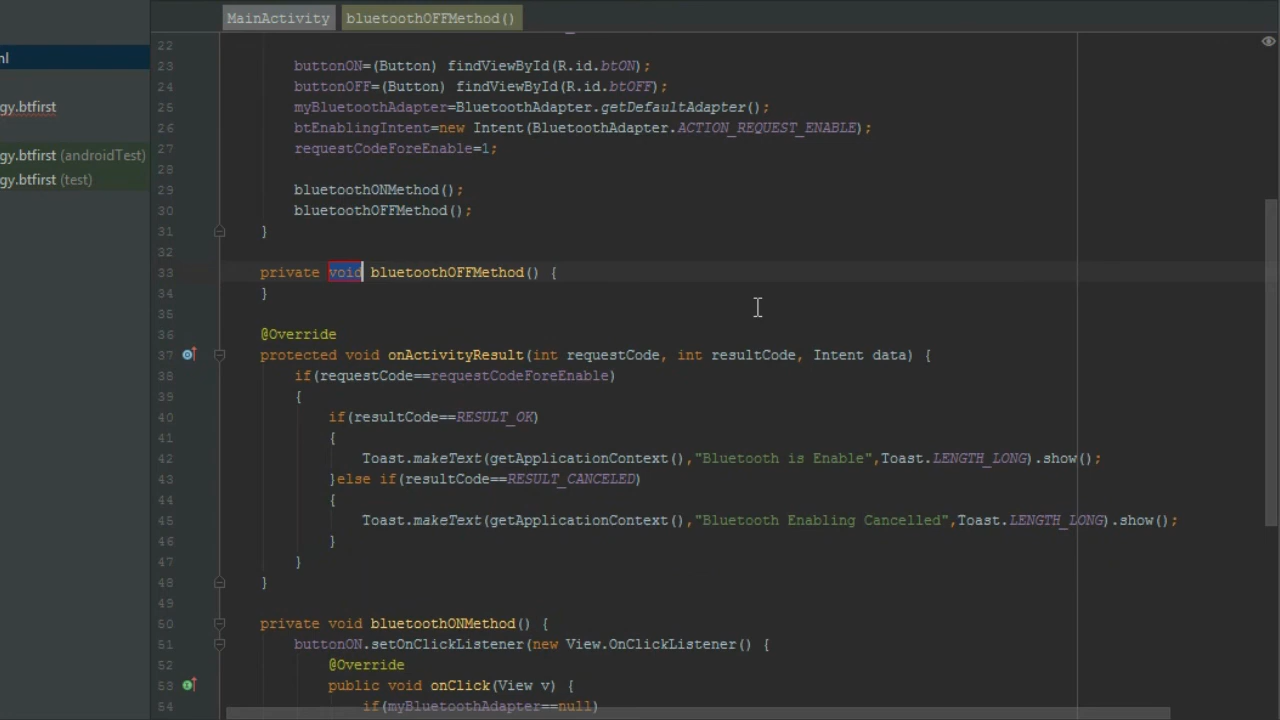 MainActivity bluetoothOFFMethod()
22
23 buttonON=(Button) findViewById(R.id.btON);
24 buttonOFF=(Button) findViewById(R.id.btOFF);
25 myBluetoothAdapter=BluetoothAdapter.getDefaultAdapter();
26 btEnablingIntent=new Intent(BluetoothAdapter.ACTION_REQUEST_ENABLE);
27 requestCodeForeEnable=1;
28
29 bluetoothONMethod();
30 bluetoothOFFMethod();
31 }
32
33 private void bluetoothOFFMethod() {
34 }
35
36 @Override
37 protected void onActivityResult(int requestCode, int resultCode, Intent data) {
38 if(requestCode==requestCodeForeEnable)
39 {
40 if(resultCode==RESULT_OK)
41 {
42 Toast.makeText(getApplicationContext(),"Bluetooth is Enable",Toast.LENGTH_LONG).show();
43 }else if(resultCode==RESULT_CANCELED)
44 {
45 Toast.makeText(getApplicationContext(),"Bluetooth Enabling Cancelled",Toast.LENGTH_LONG).show();
46 }
47 }
48 }
49
50 private void bluetoothONMethod() {
51 buttonON.setOnClickListener(new View.OnClickListener() {
52 @Override
53 public void onClick(View v) {
54 if(myBluetoothAdapter==null)
nl
gy.btfirst
gy.btfirst (androidTest)
gy.btfirst (test)